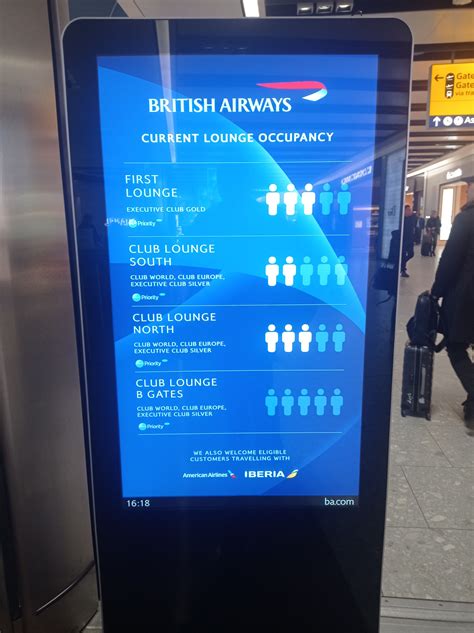 BRITISH AIRWAYS
CURRENT LOUNGE OCCUPANCY
FIRST
LOUNGE
EXECUTIVE CLUB GOLD
Priority
CLUB LOUNGE
SOUTH
CLUB WORLD, CLUB EUROPE,
EXECUTIVE CLUB SILVER
Priority
CLUB LOUNGE
NORTH
CLUB WORLD, CLUB EUROPE,
EXECUTIVE CLUB SILVER
Priority
CLUB LOUNGE
B GATES
CLUB WORLD, CLUB EUROPE,
EXECUTIVE CLUB SILVER
Priority
WE ALSO WELCOME ELIGIBLE
CUSTOMERS TRAVELLING WITH
American Airlines IBERIA
16:18 ba.com
Gate
Gate
via